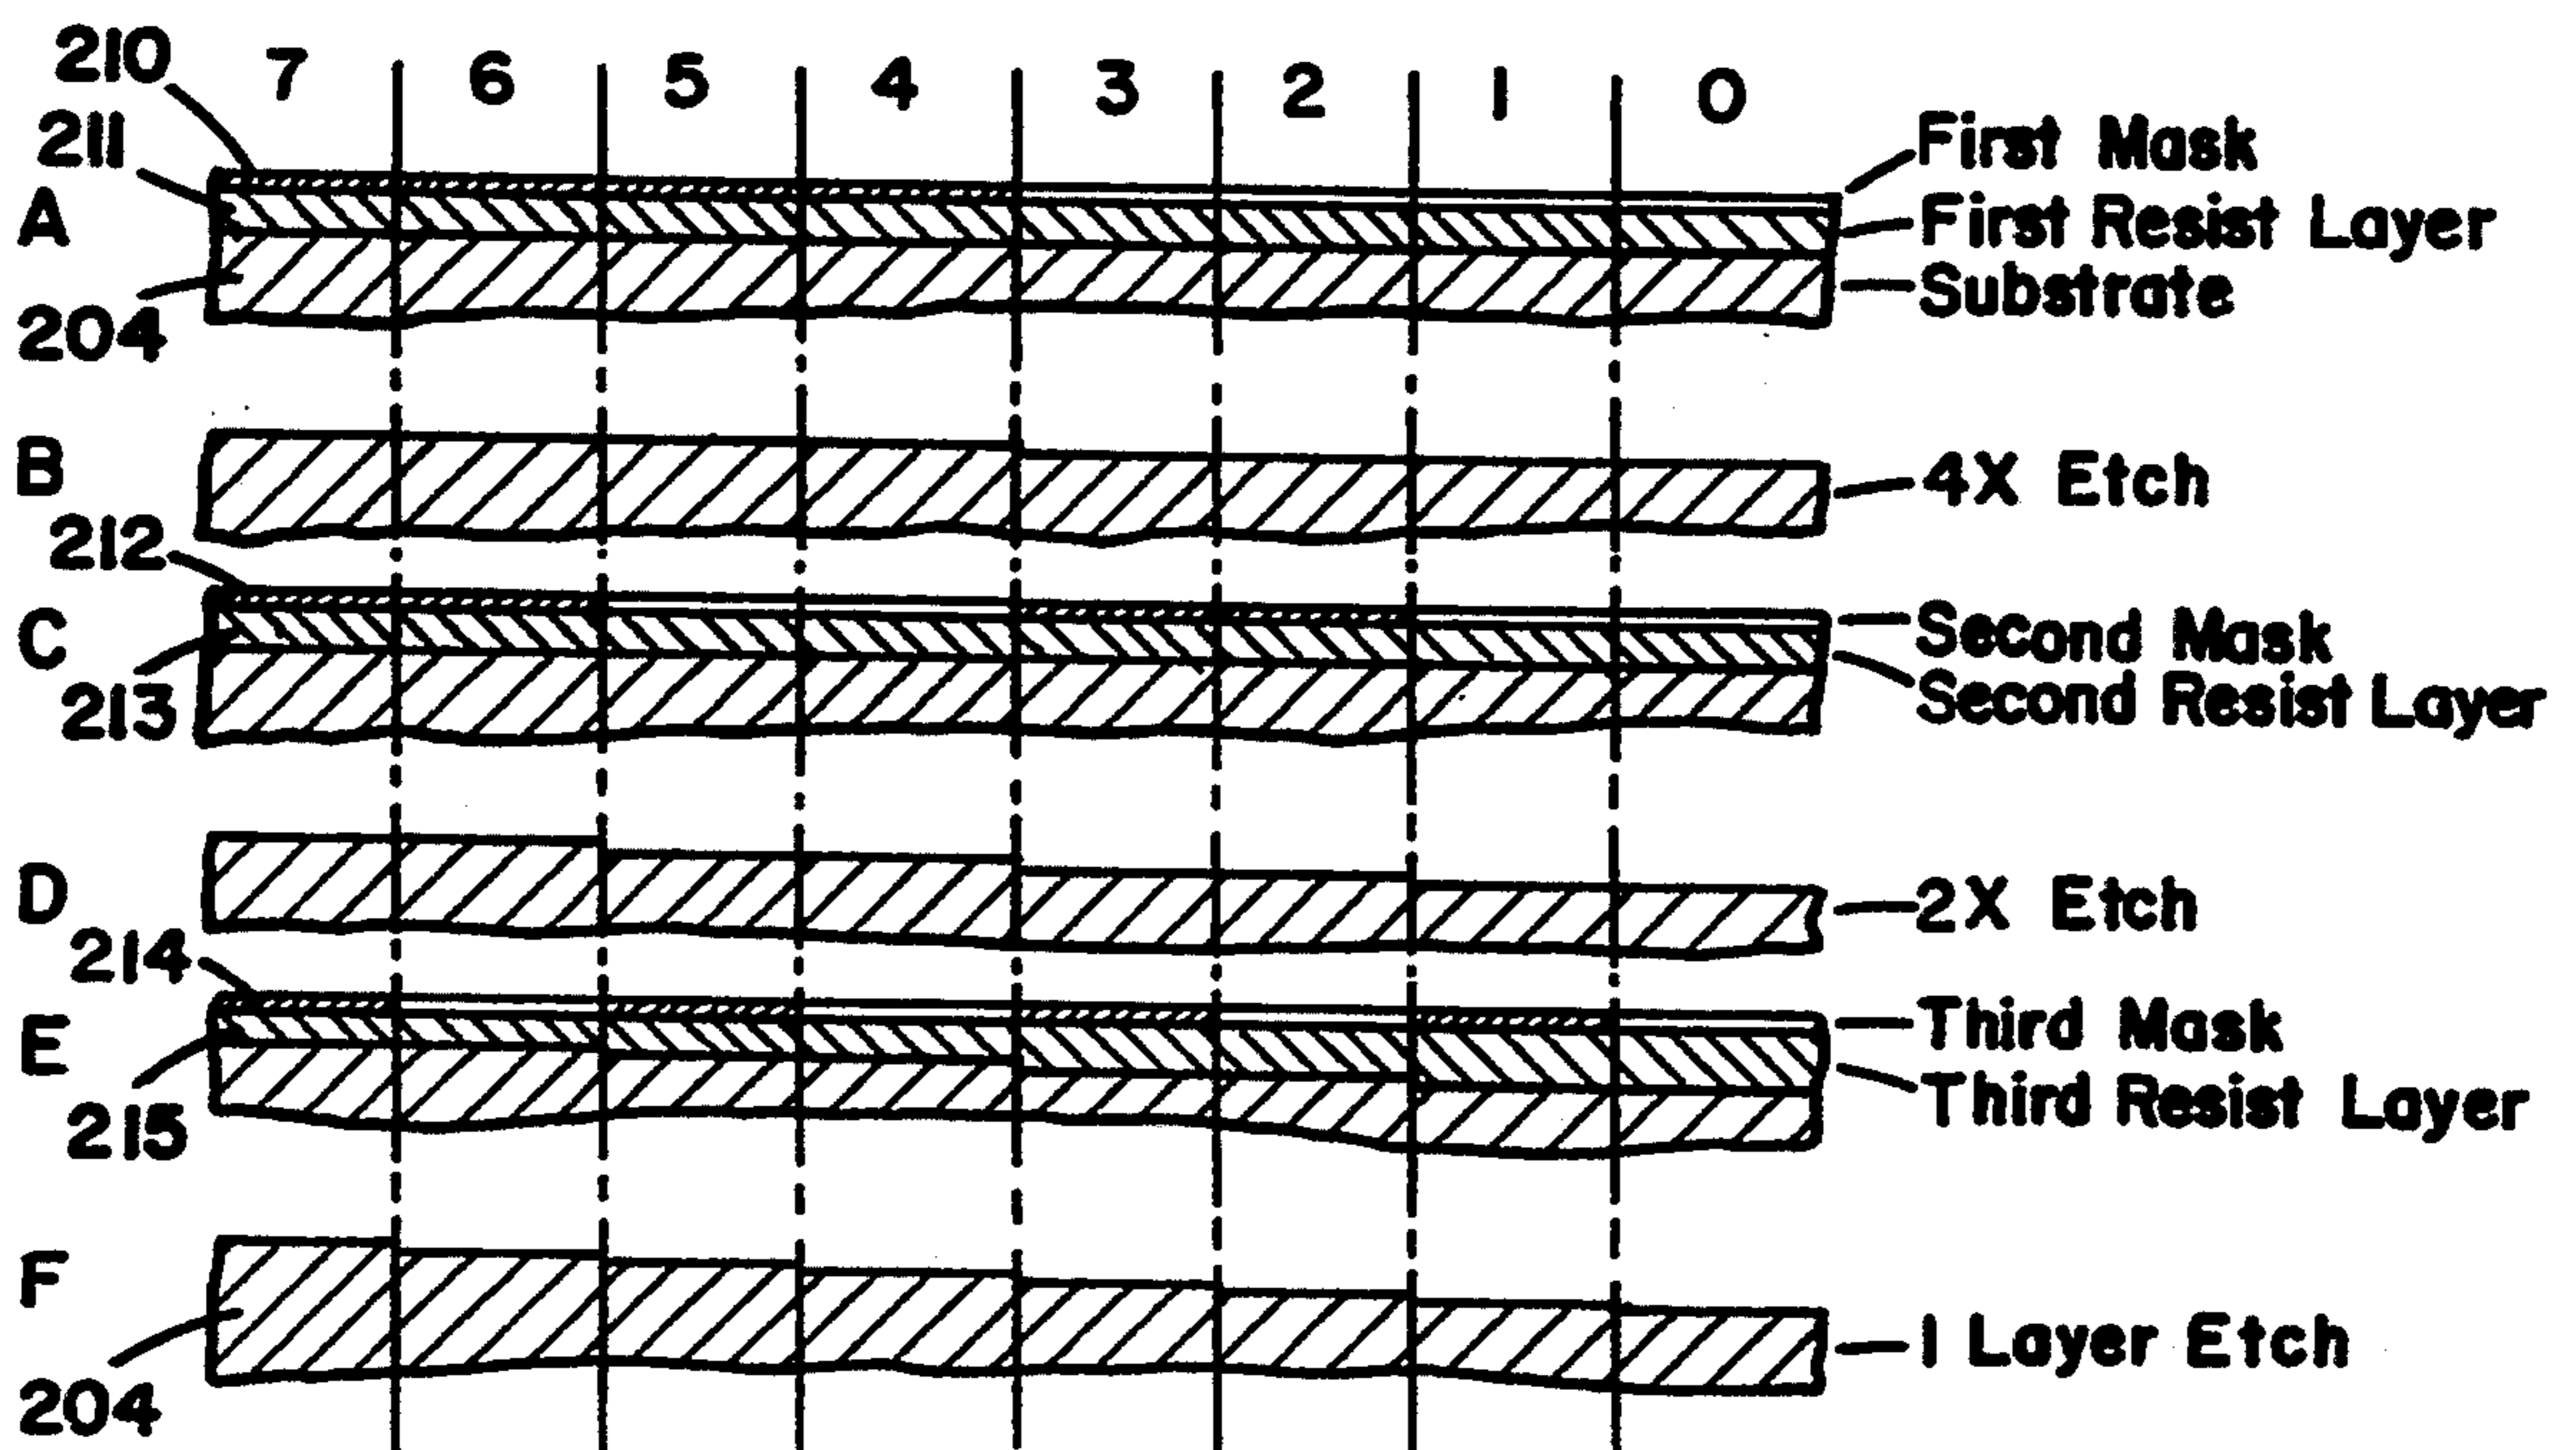 210
7 6 5 4 3 2 1 0
211
First Mask
A
First Resist Layer
Substrate
204
B
4X Etch
212
C
Second Mask
213
Second Resist Layer
D
2X Etch
214
E
Third Mask
215
Third Resist Layer
F
1 Layer Etch
204